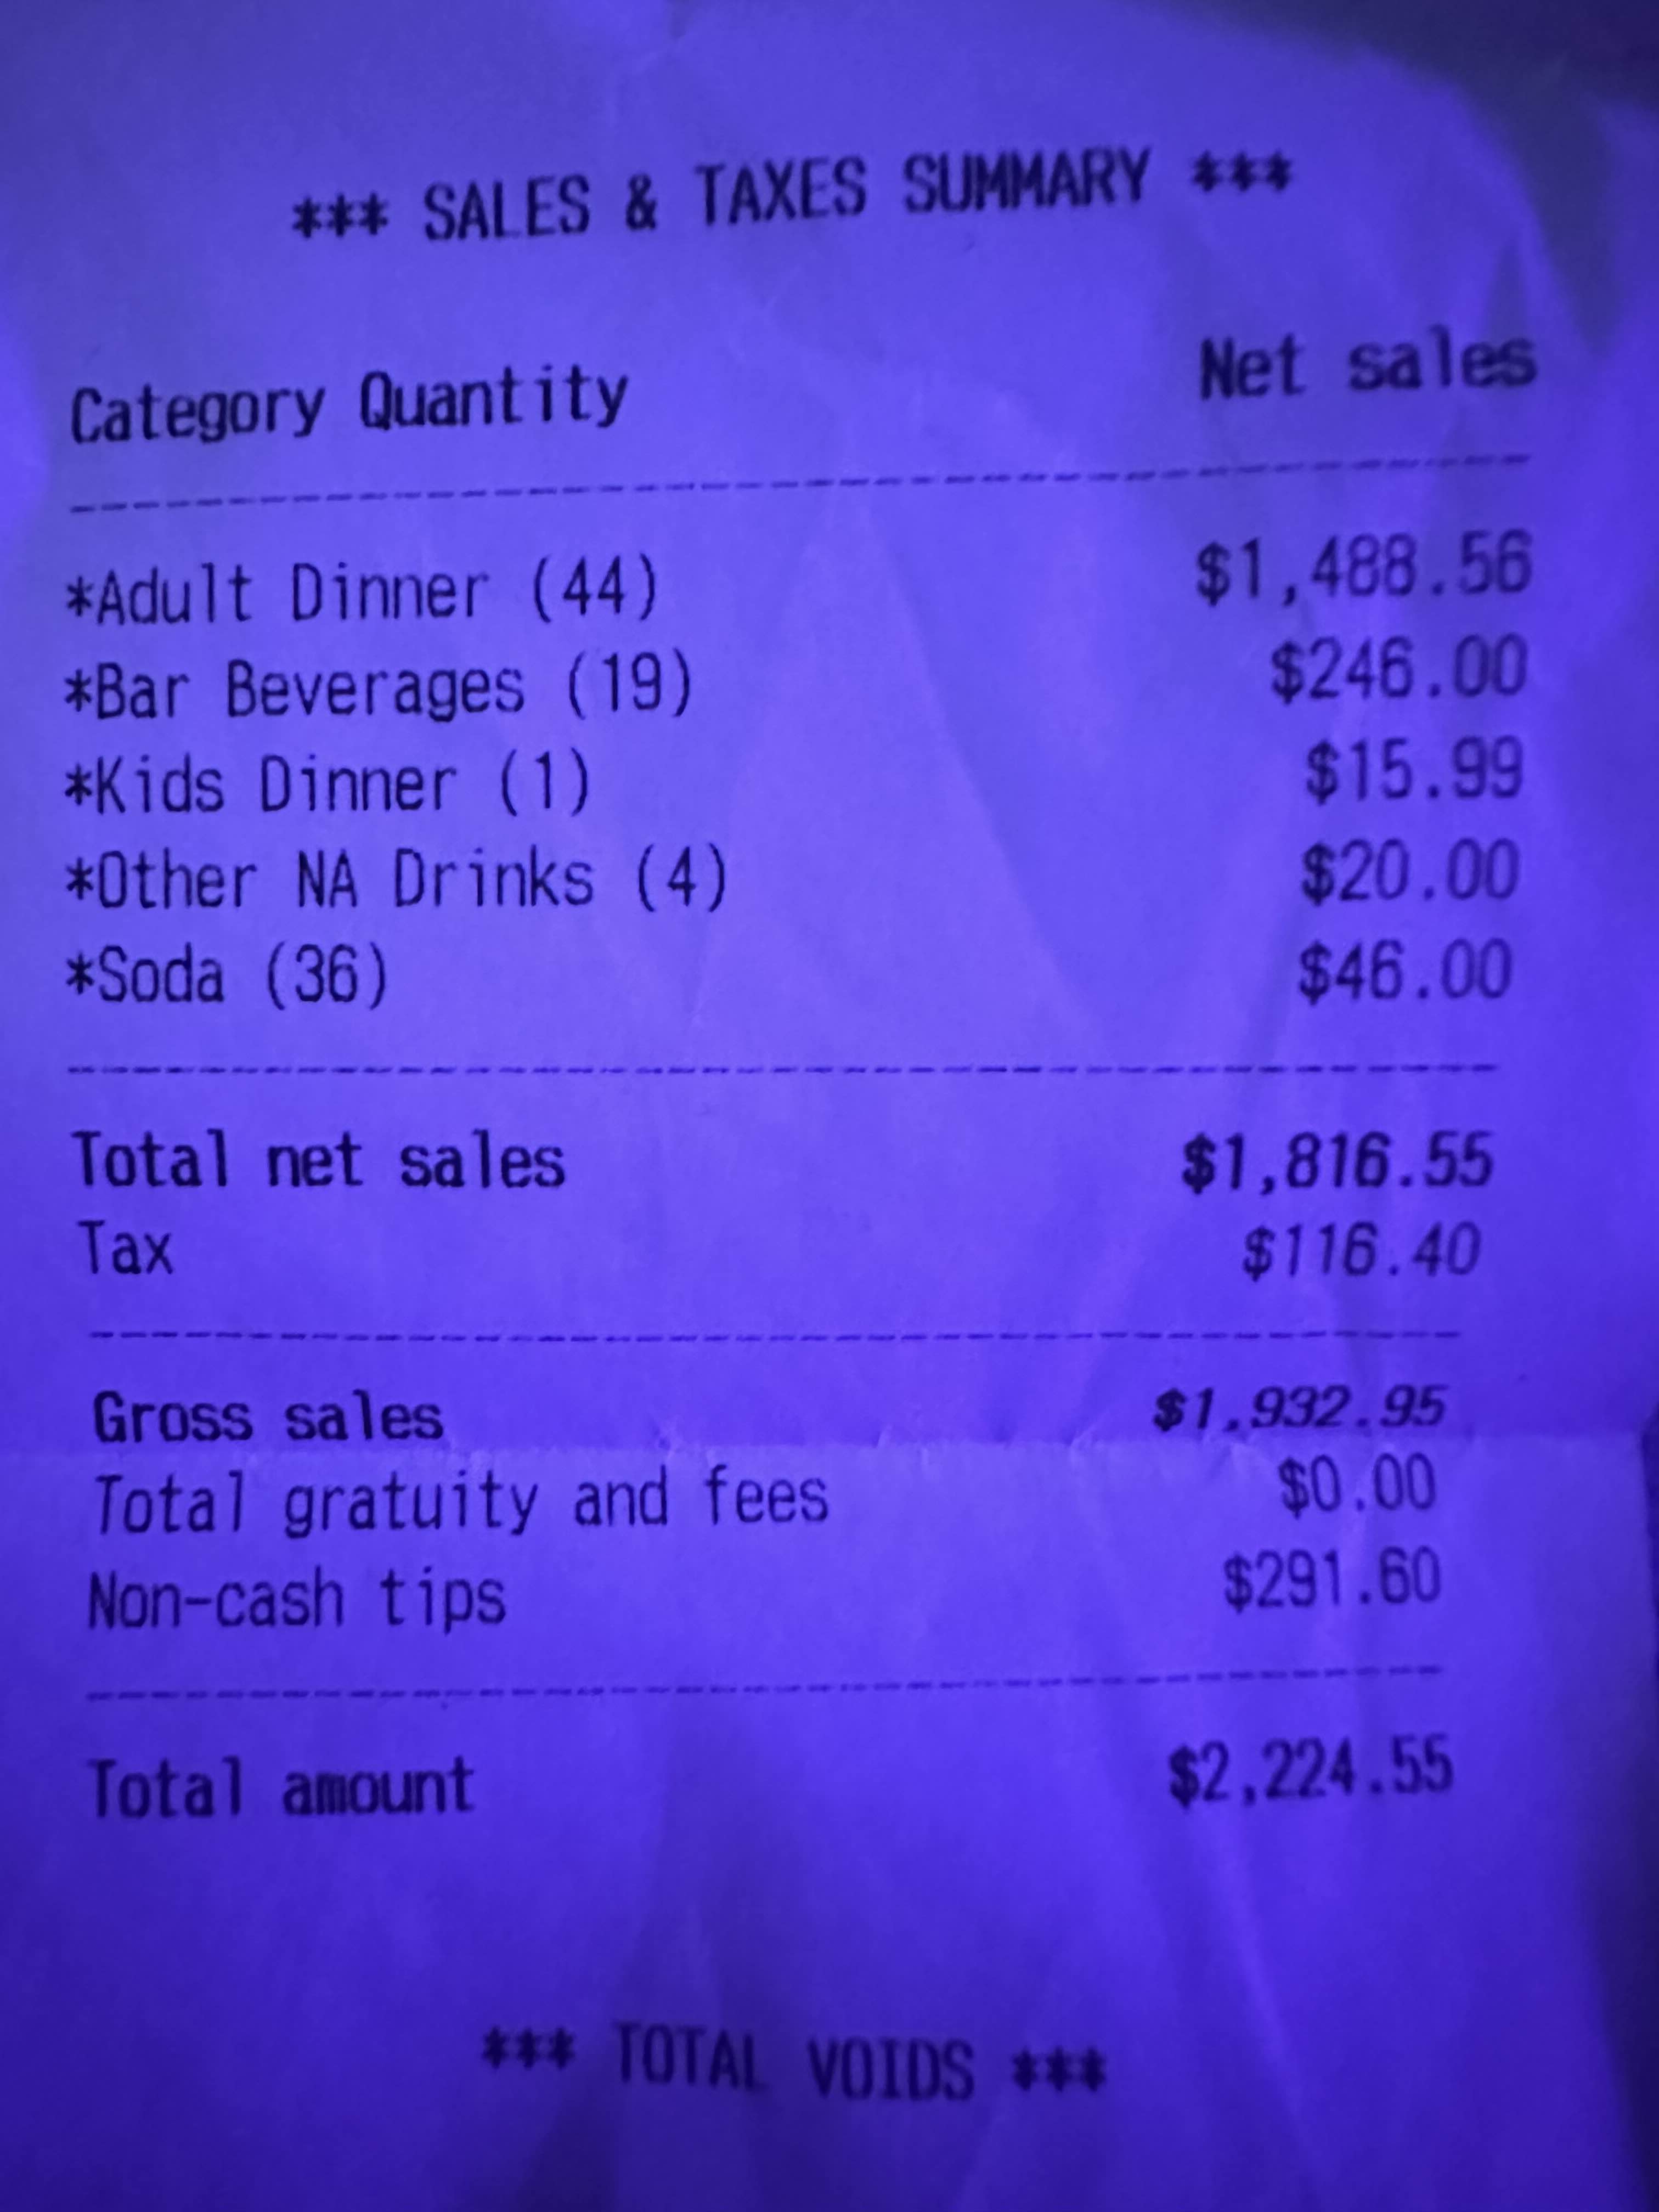 *** SALES & TAXES SUMMARY ***
Category Quantity Net sales
*Adult Dinner (44) $1,488.56
*Bar Beverages (19) $246.00
*Kids Dinner (1) $15.99
*Other NA Drinks (4) $20.00
*Soda (36) $46.00
Total net sales $1,816.55
Tax $116.40
Gross sales $1,932.95
Total gratuity and fees $0.00
Non-cash tips $291.60
Total amount $2,224.55
*** TOTAL VOIDS ***